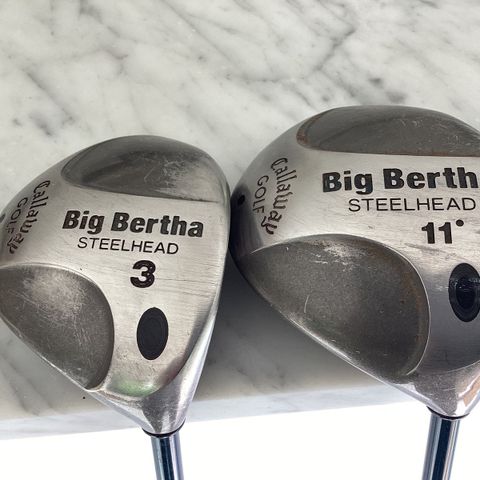 Callaway
GOLF
Big Bertha
STEELHEAD
3
Callaway
GOLF
Big Berth
STEELHEAD
11°